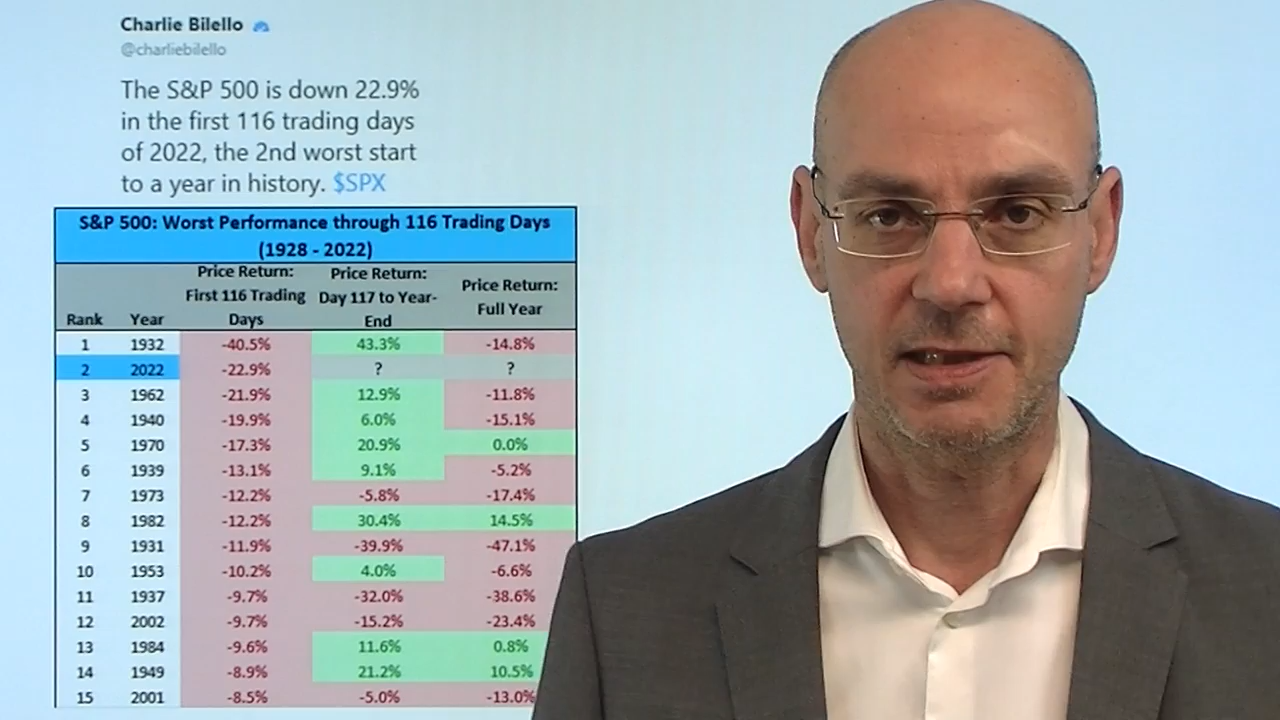 Charlie Bilello
@charliebilello
The S&P 500 is down 22.9%
in the first 116 trading days
of 2022, the 2nd worst start
to a year in history. $SPX
S&P 500: Worst Performance through 116 Trading Days
(1928 - 2022)
Rank Year Price Return: First 116 Trading Days Price Return: Day 117 to Year-End Price Return: Full Year
1 1932 -40.5% 43.3% -14.8%
2 2022 -22.9% ? ?
3 1962 -21.9% 12.9% -11.8%
4 1940 -19.9% 6.0% -15.1%
5 1970 -17.3% 20.9% 0.0%
6 1939 -13.1% 9.1% -5.2%
7 1973 -12.2% -5.8% -17.4%
8 1982 -12.2% 30.4% 14.5%
9 1931 -11.9% -39.9% -47.1%
10 1953 -10.2% 4.0% -6.6%
11 1937 -9.7% -32.0% -38.6%
12 2002 -9.7% -15.2% -23.4%
13 1984 -9.6% 11.6% 0.8%
14 1949 -8.9% 21.2% 10.5%
15 2001 -8.5% -5.0% -13.0%